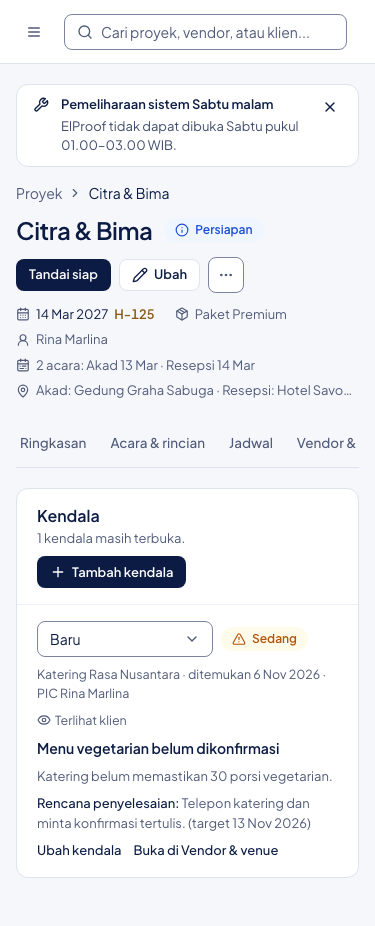 Cari proyek, vendor, atau klien...
Pemeliharaan sistem Sabtu malam
ElProof tidak dapat dibuka Sabtu pukul
01.00–03.00 WIB.
Proyek > Citra & Bima
Citra & Bima
Persiapan
Tandai siap
Ubah
14 Mar 2027 H-125
Paket Premium
Rina Marlina
2 acara: Akad 13 Mar · Resepsi 14 Mar
Akad: Gedung Graha Sabuga · Resepsi: Hotel Savo…
Ringkasan
Acara & rincian
Jadwal
Vendor &
Kendala
1 kendala masih terbuka.
Tambah kendala
Baru
Sedang
Katering Rasa Nusantara · ditemukan 6 Nov 2026 ·
PIC Rina Marlina
Terlihat klien
Menu vegetarian belum dikonfirmasi
Katering belum memastikan 30 porsi vegetarian.
Rencana penyelesaian: Telepon katering dan
minta konfirmasi tertulis. (target 13 Nov 2026)
Ubah kendala
Buka di Vendor & venue